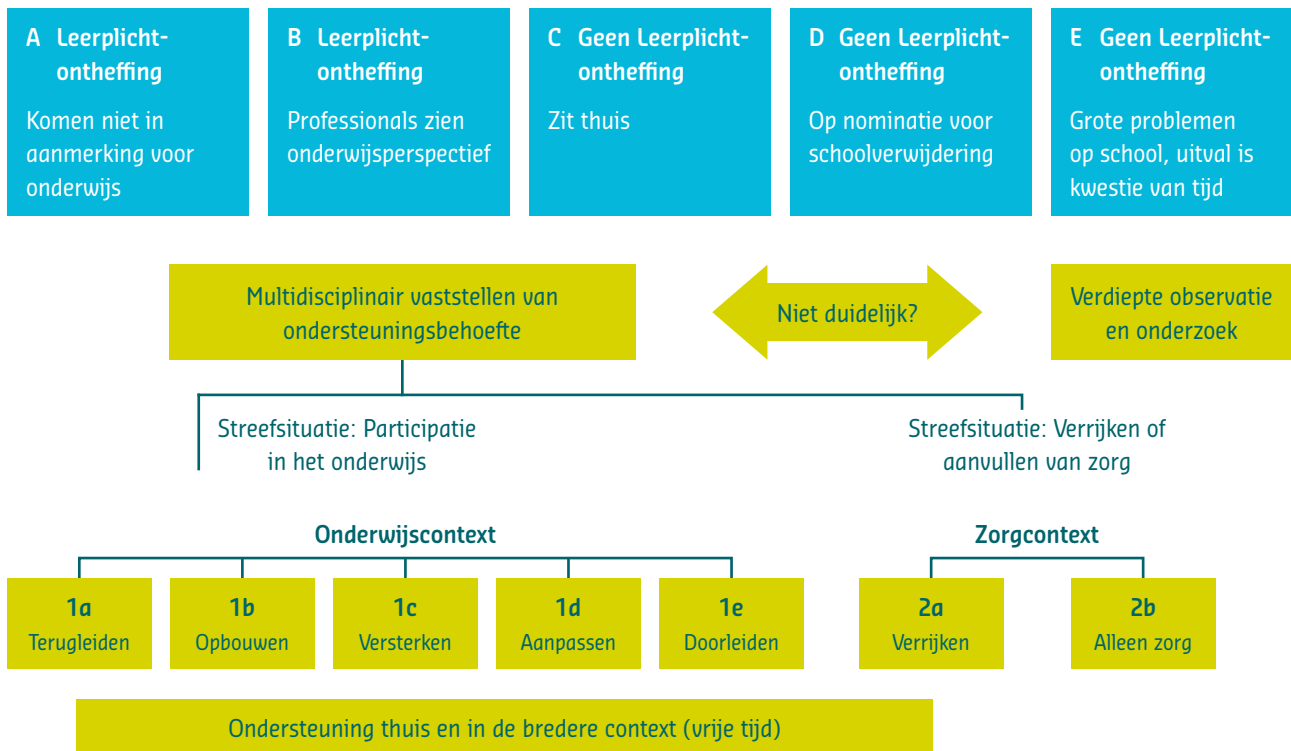 A Leerplicht-
ontheffing
Komen niet in
aanmerking voor
onderwijs
B Leerplicht-
ontheffing
Professionals zien
onderwijsperspectief
C Geen Leerplicht-
ontheffing
Zit thuis
D Geen Leerplicht-
ontheffing
Op nominatie voor
schoolverwijdering
E Geen Leerplicht-
ontheffing
Grote problemen
op school, uitval is
kwestie van tijd
Multidisciplinair vaststellen van
ondersteuningsbehoefte
Niet duidelijk?
Verdiepte observatie
en onderzoek
Streefsituatie: Participatie
in het onderwijs
Streefsituatie: Verrijken of
aanvullen van zorg
Onderwijscontext
Zorgcontext
1a
Terugleiden
1b
Opbouwen
1c
Versterken
1d
Aanpassen
1e
Doorleiden
2a
Verrijken
2b
Alleen zorg
Ondersteuning thuis en in de bredere context (vrije tijd)